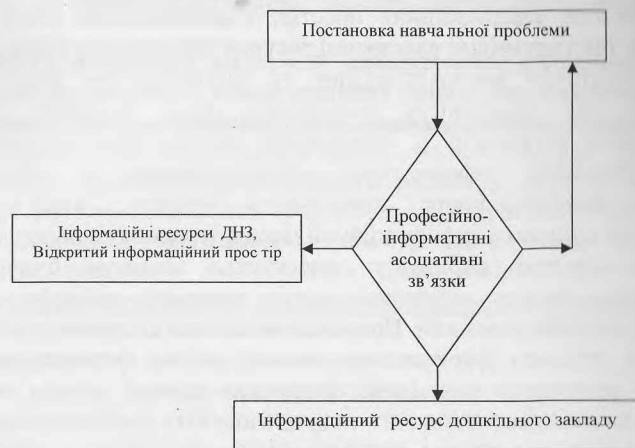 Постановка навчальної проблеми
Професійно-
інформатичні
асоціативні
зв'язки
Інформаційні ресурси ДНЗ,
Відкритий інформаційний прос тір
Інформаційний ресурс дошкільного закладу